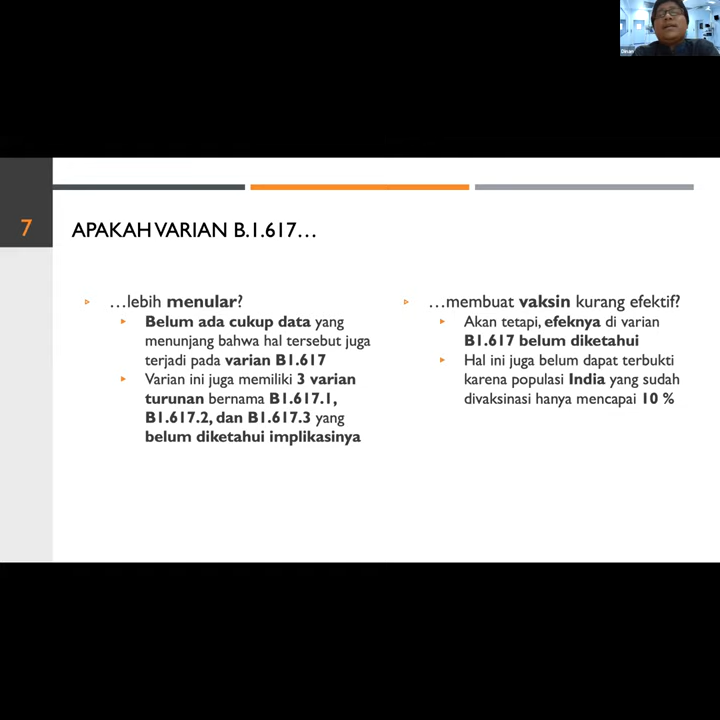 7
APAKAH VARIAN B.1.617…
…lebih menular?
Belum ada cukup data yang
menunjang bahwa hal tersebut juga
terjadi pada varian B1.617
Varian ini juga memiliki 3 varian
turunan bernama B1.617.1,
B1.617.2, dan B1.617.3 yang
belum diketahui implikasinya
…membuat vaksin kurang efektif?
Akan tetapi, efeknya di varian
B1.617 belum diketahui
Hal ini juga belum dapat terbukti
karena populasi India yang sudah
divaksinasi hanya mencapai 10 %